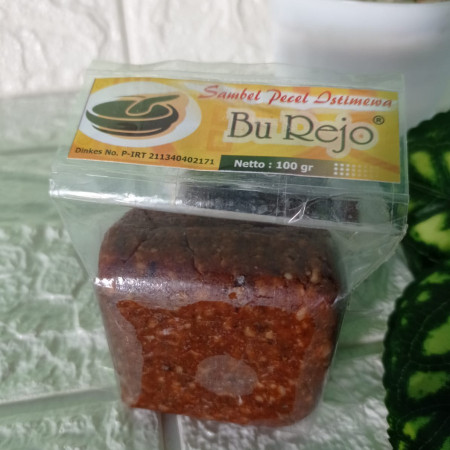 Sambel Pecel Istimewa
Bu Rejo®
Dinkes No. P-IRT 211340402171
Netto : 100 gr